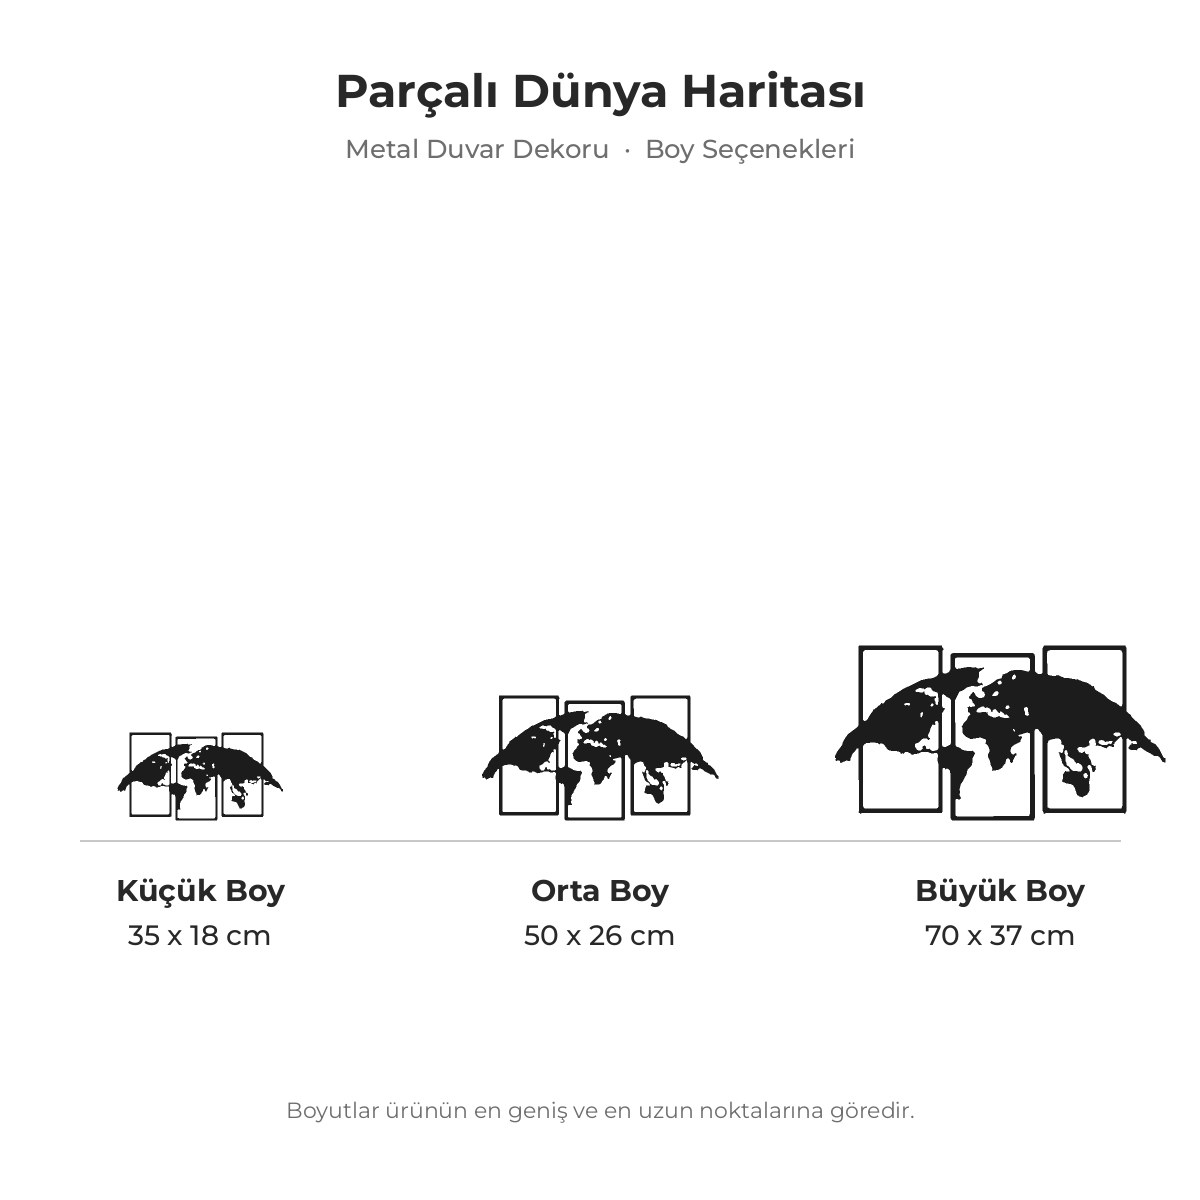 Parçalı Dünya Haritası
Metal Duvar Dekoru · Boy Seçenekleri
Küçük Boy
35 x 18 cm
Orta Boy
50 x 26 cm
Büyük Boy
70 x 37 cm
Boyutlar ürünün en geniş ve en uzun noktalarına göredir.